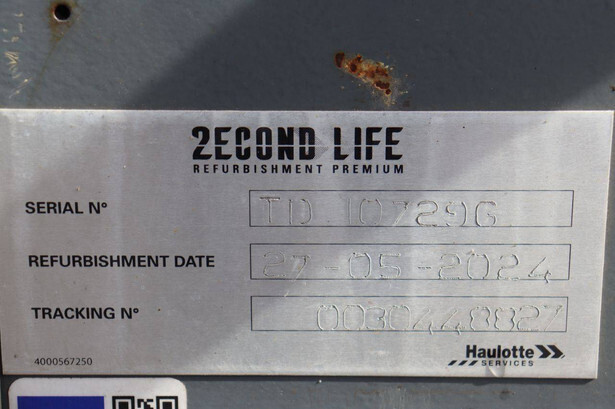 2ECOND LIFE
REFURBISHMENT PREMIUM
SERIAL N° TD 107296
REFURBISHMENT DATE 27-05-2024
TRACKING N° 0030448827
4000567250
Haulotte
SERVICES